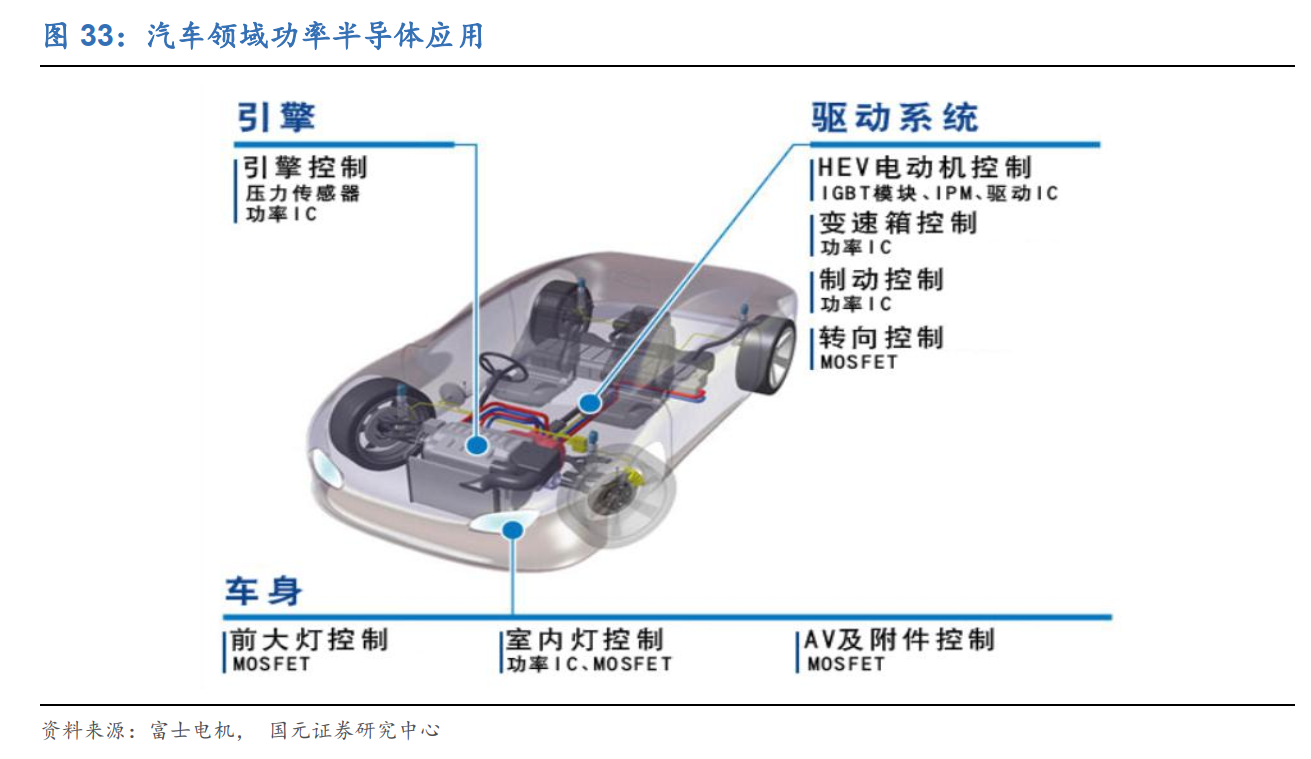 图 33：汽车领域功率半导体应用
引擎
引擎控制
压力传感器
功率IC
驱动系统
HEV电动机控制
IGBT模块、IPM、驱动IC
变速箱控制
功率IC
制动控制
功率IC
转向控制
MOSFET
车身
前大灯控制
MOSFET
室内灯控制
功率IC、MOSFET
AV及附件控制
MOSFET
资料来源：富士电机， 国元证券研究中心